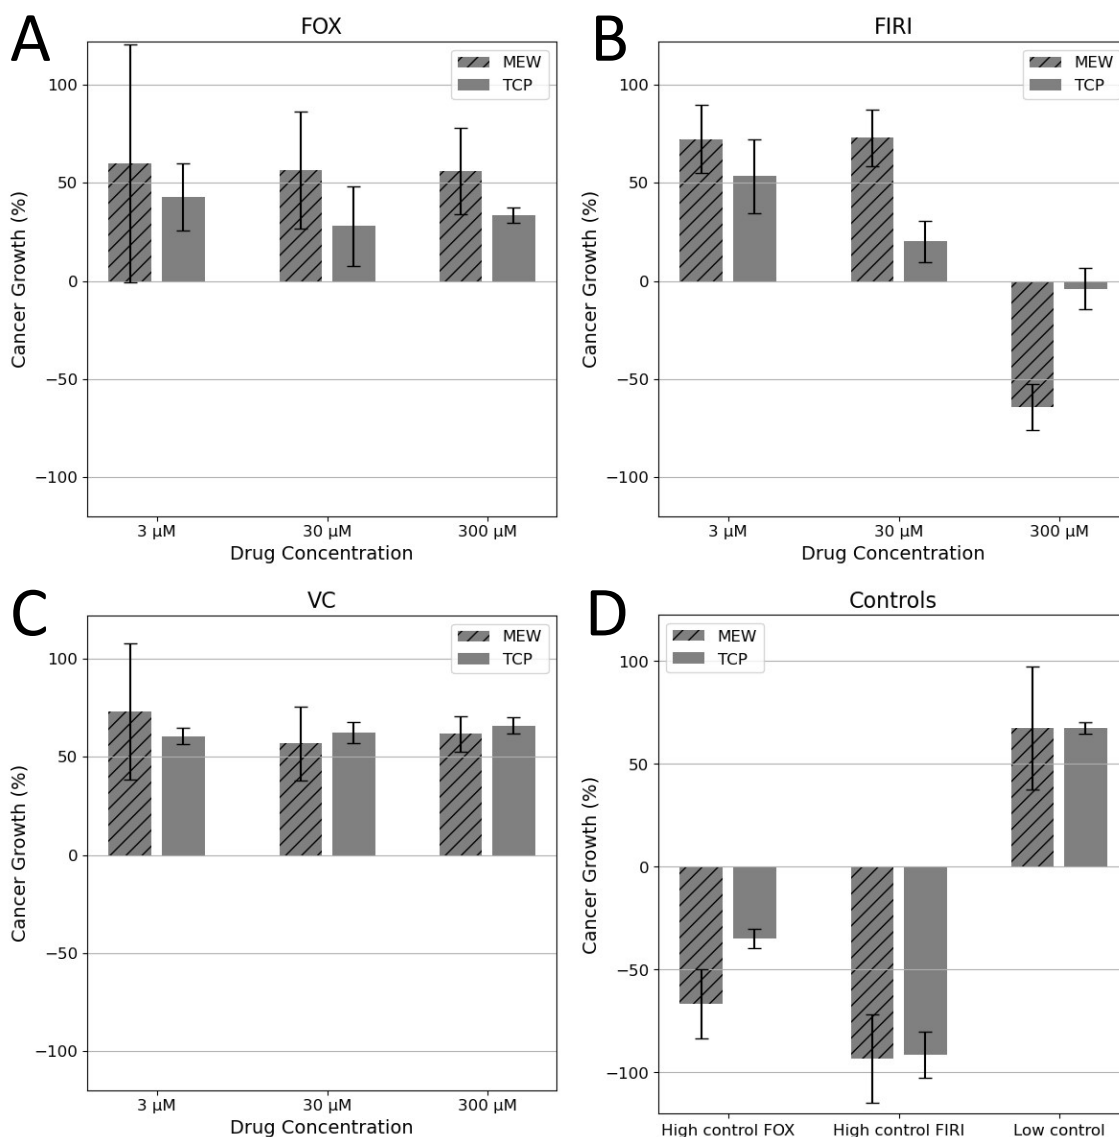 A
FOX
MEW
TCP
100
50
0
−50
−100
Cancer Growth (%)
3 µM
30 µM
300 µM
Drug Concentration
B
FIRI
MEW
TCP
100
50
0
−50
−100
Cancer Growth (%)
3 µM
30 µM
300 µM
Drug Concentration
C
VC
MEW
TCP
100
50
0
−50
−100
Cancer Growth (%)
3 µM
30 µM
300 µM
Drug Concentration
D
Controls
MEW
TCP
100
50
0
−50
−100
Cancer Growth (%)
High control FOX
High control FIRI
Low control